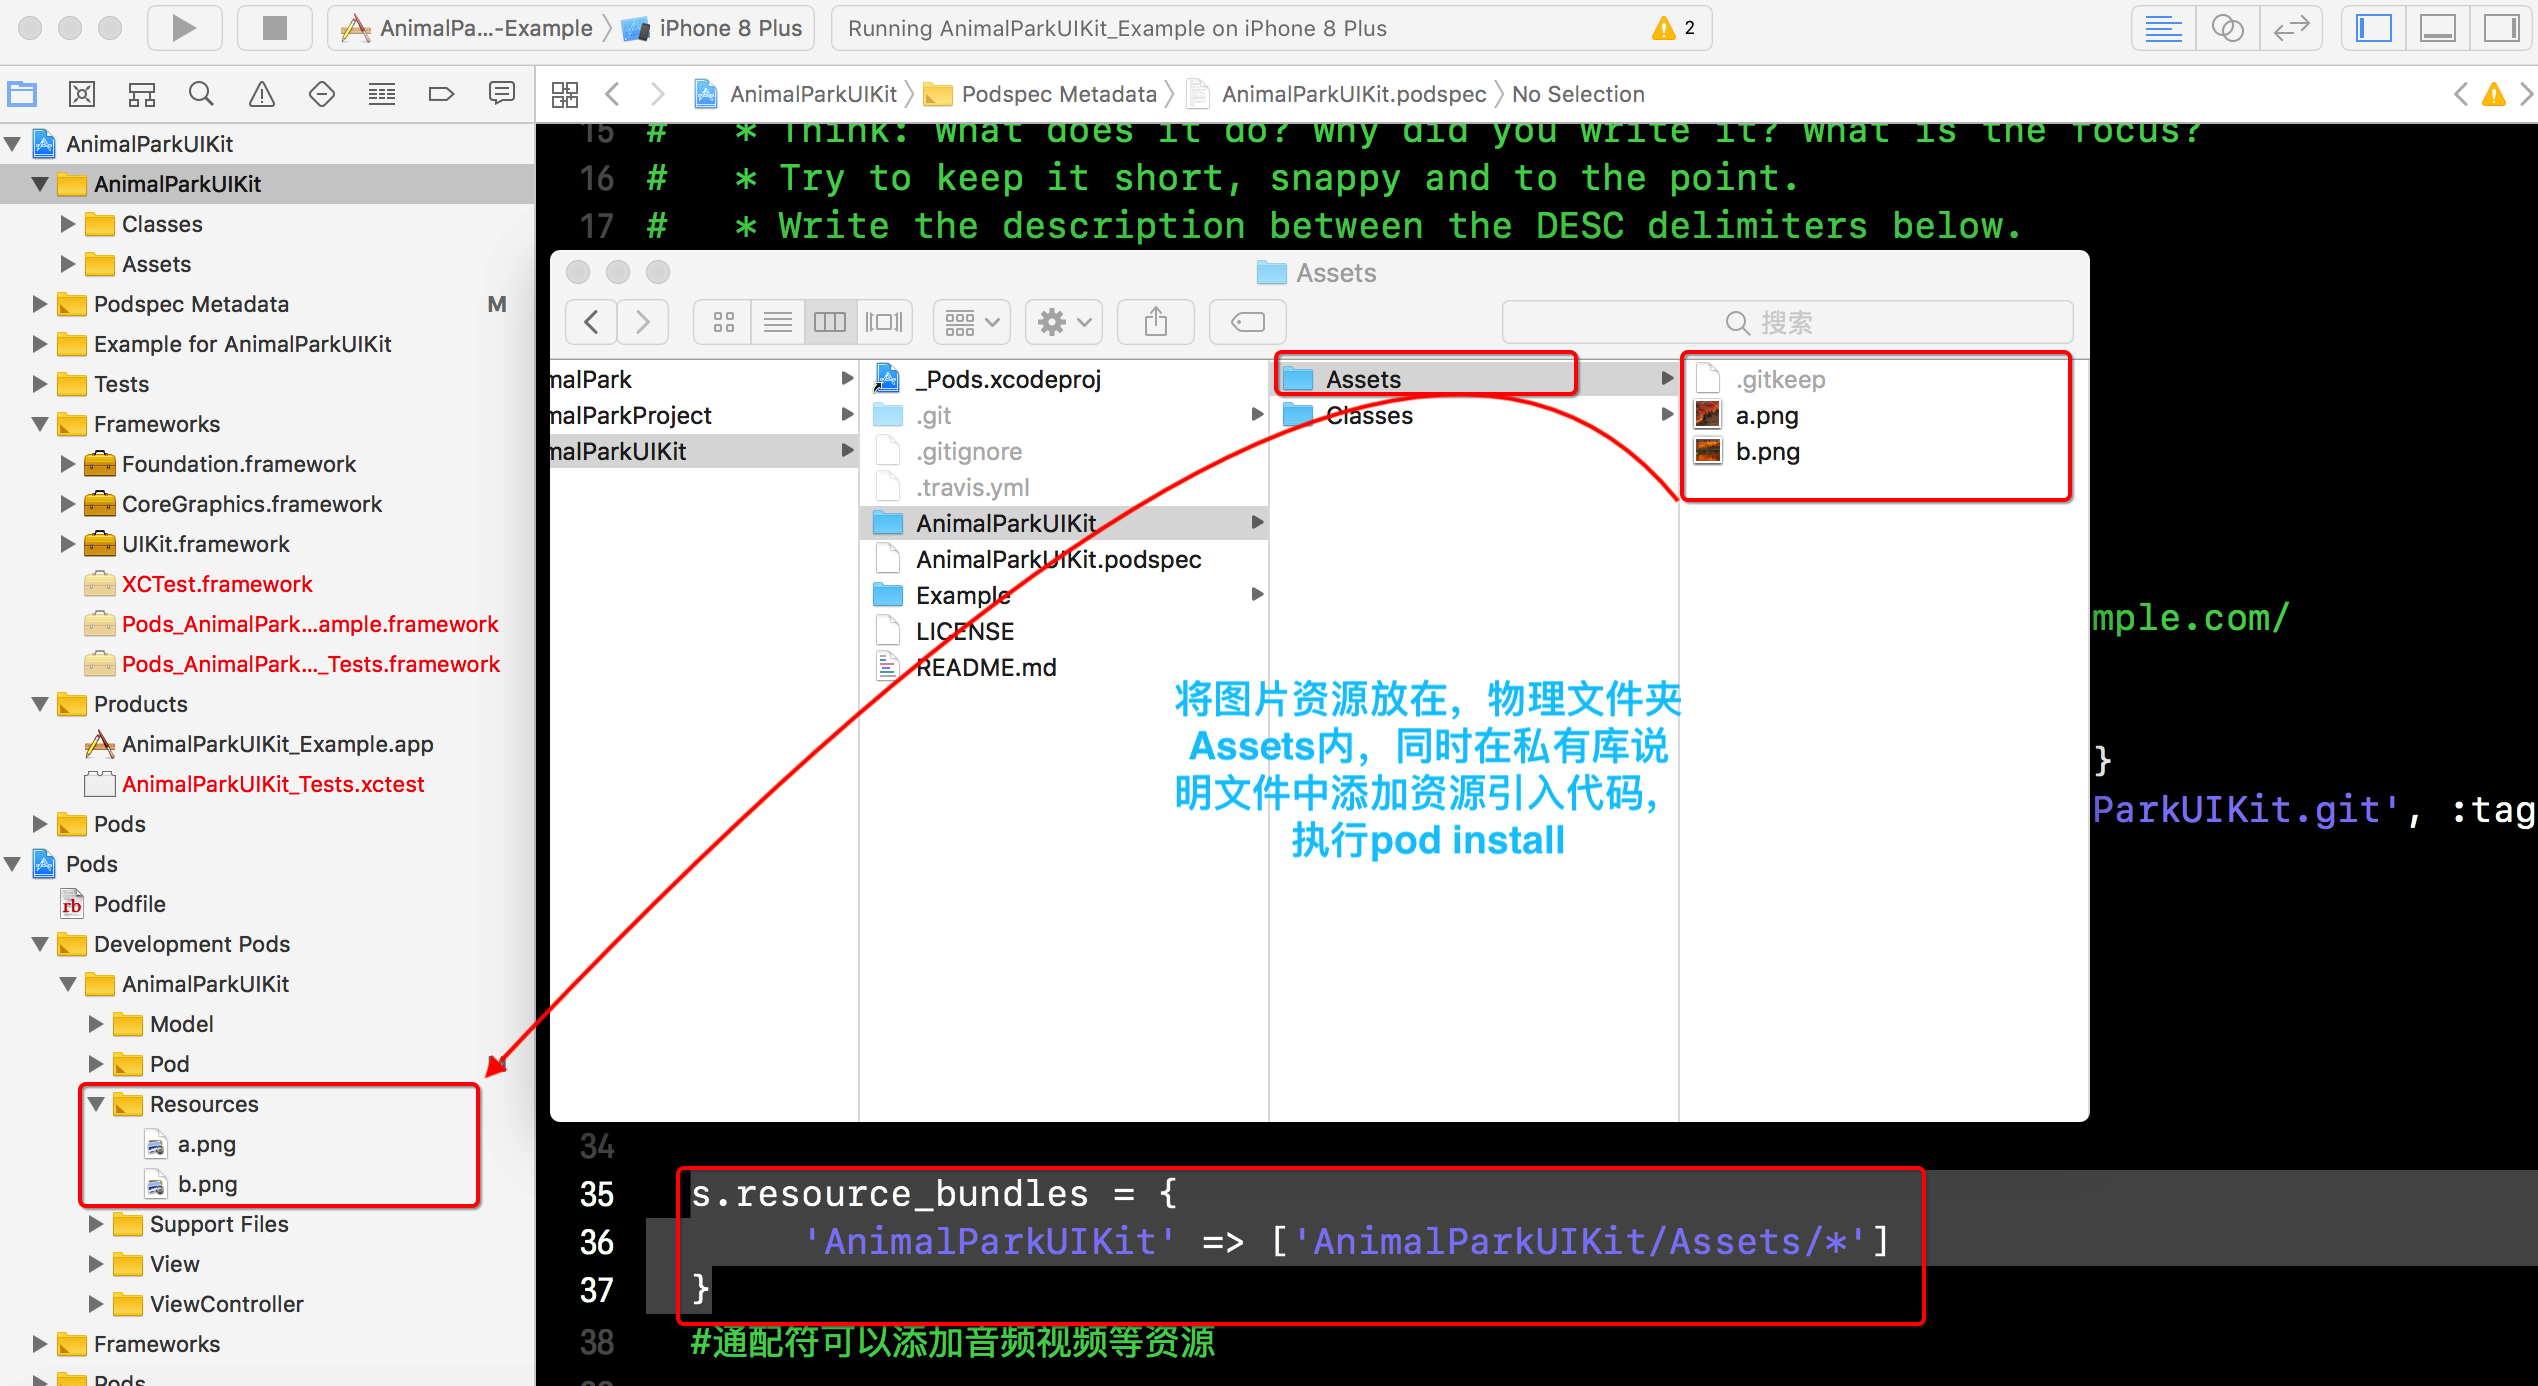 AnimalPa...-Example
iPhone 8 Plus
Running AnimalParkUIKit_Example on iPhone 8 Plus
2
AnimalParkUIKit
Podspec Metadata
AnimalParkUIKit.podspec
No Selection
AnimalParkUIKit
AnimalParkUIKit
Classes
Assets
Podspec Metadata
M
Example for AnimalParkUIKit
Tests
Frameworks
Foundation.framework
CoreGraphics.framework
UIKit.framework
XCTest.framework
Pods_AnimalPark...ample.framework
Pods_AnimalPark..._Tests.framework
Products
AnimalParkUIKit_Example.app
AnimalParkUIKit_Tests.xctest
Pods
Pods
rb
Podfile
Development Pods
AnimalParkUIKit
Model
Pod
Resources
a.png
b.png
Support Files
View
ViewController
Frameworks
Pods
15 # * Think: What does it do? Why did you write it? What is the focus?
16 # * Try to keep it short, snappy and to the point.
17 # * Write the description between the DESC delimiters below.
Assets
搜索
malPark
malParkProject
malParkUIKit
_Pods.xcodeproj
.git
.gitignore
.travis.yml
AnimalParkUIKit
AnimalParkUIKit.podspec
Example
LICENSE
README.md
Assets
Classes
.gitkeep
a.png
b.png
将图片资源放在，物理文件夹
Assets内，同时在私有库说
明文件中添加资源引入代码，
执行pod install
mple.com/
}
ParkUIKit.git', :tag
34
35 s.resource_bundles = {
36 'AnimalParkUIKit' => ['AnimalParkUIKit/Assets/*']
37 }
38 #通配符可以添加音频视频等资源